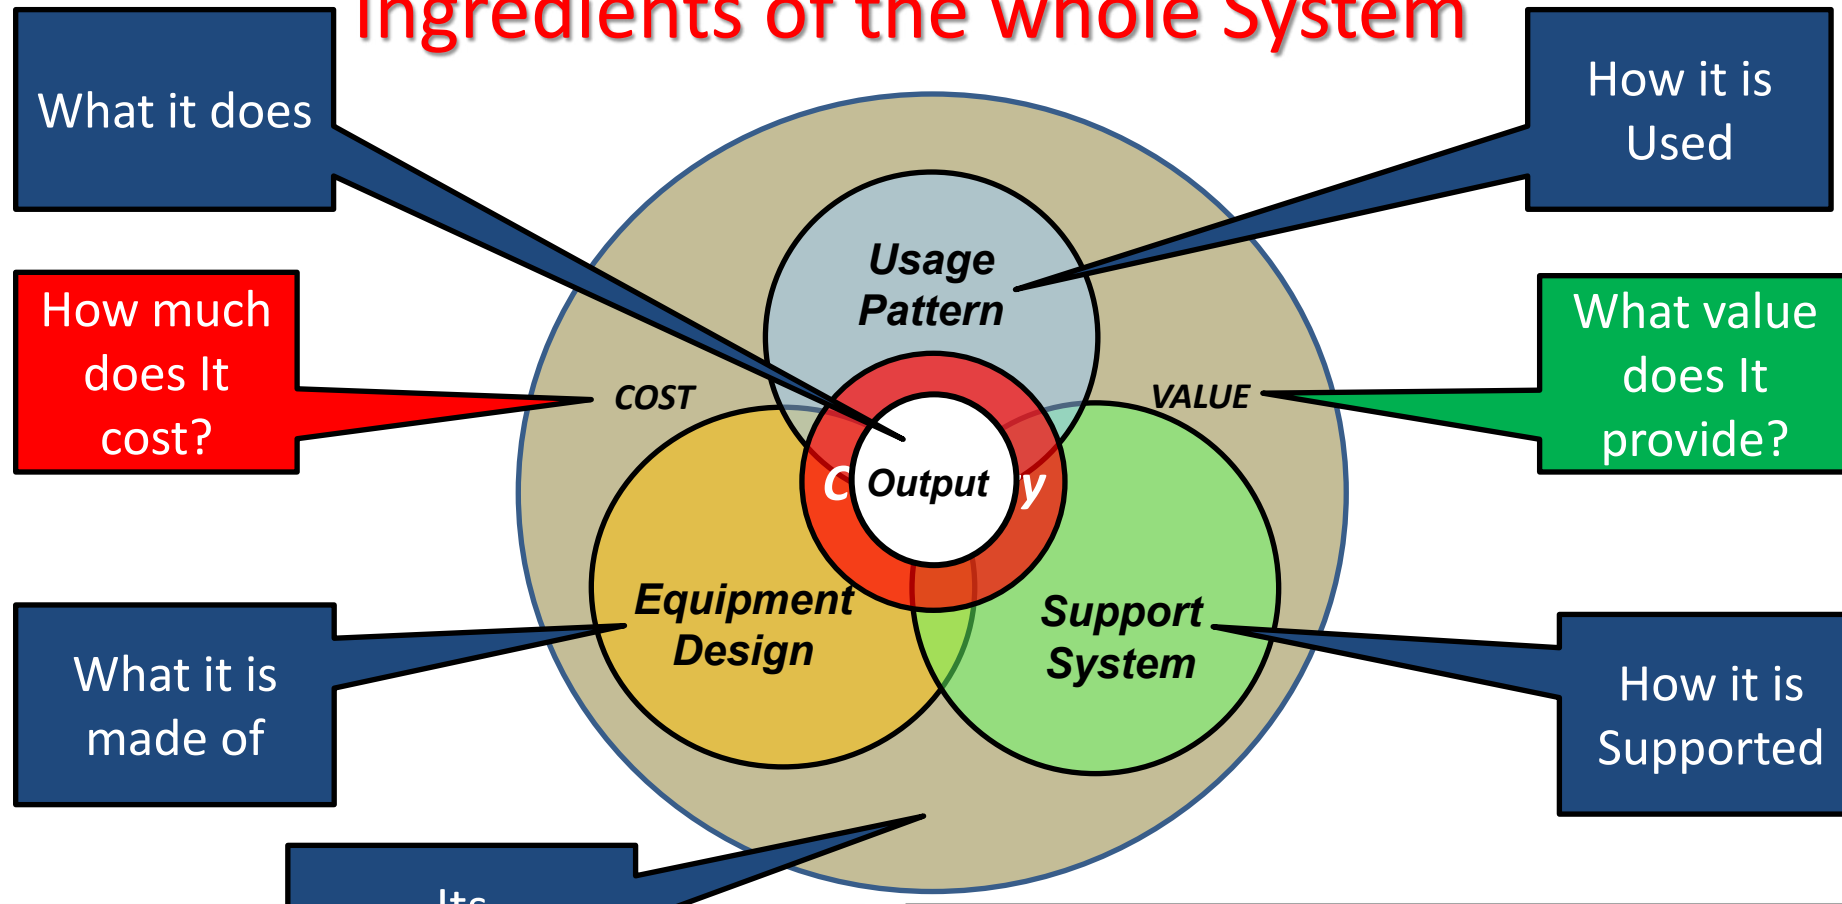 Ingredients of the whole System
What it does
How it is
Used
Usage
Pattern
How much
does It
cost?
COST
VALUE
What value
does It
provide?
Output
What it is
made of
Equipment
Design
Support
System
How it is
Supported
Its